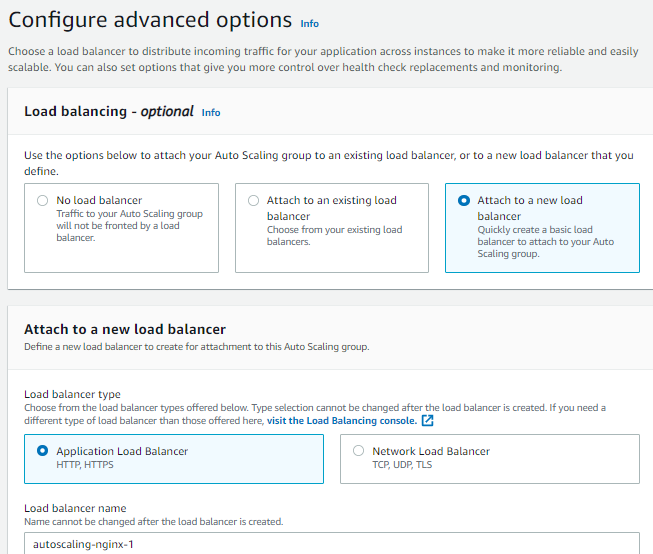 Configure advanced options Info
Choose a load balancer to distribute incoming traffic for your application across instances to make it more reliable and easily
scalable. You can also set options that give you more control over health check replacements and monitoring.
Load balancing - optional Info
Use the options below to attach your Auto Scaling group to an existing load balancer, or to a new load balancer that you
define.
No load balancer
Traffic to your Auto Scaling group
will not be fronted by a load
balancer.
Attach to an existing load
balancer
Choose from your existing load
balancers.
Attach to a new load
balancer
Quickly create a basic load
balancer to attach to your Auto
Scaling group.
Attach to a new load balancer
Define a new load balancer to create for attachment to this Auto Scaling group.
Load balancer type
Choose from the load balancer types offered below. Type selection cannot be changed after the load balancer is created. If you need a
different type of load balancer than those offered here, visit the Load Balancing console.
Application Load Balancer
HTTP, HTTPS
Network Load Balancer
TCP, UDP, TLS
Load balancer name
Name cannot be changed after the load balancer is created.
autoscaling-nginx-1